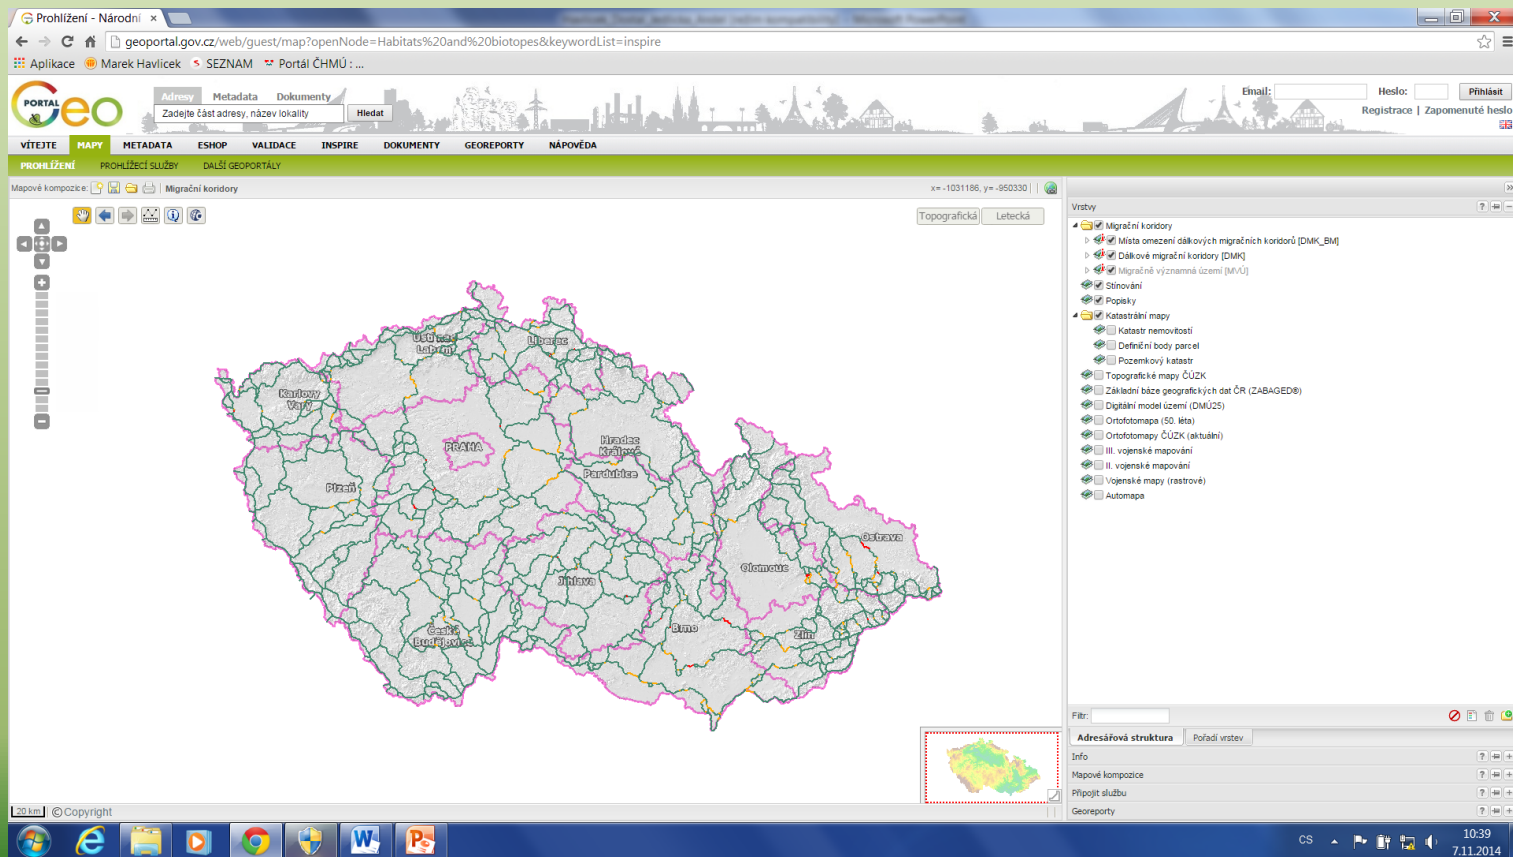 Prohlížení - Národní ×
geoportal.gov.cz/web/guest/map?openNode=Habitats%20and%20biotopes&keywordList=inspire
Aplikace Marek Havlícek SEZNAM Portál ČHMÚ : ...
PORTAL
Geo
Adresy Metadata Dokumenty
Zadejte část adresy, název lokality Hledat
Email: Heslo: Přihlásit
Registrace | Zapomenuté heslo
VÍTEJTE MAPY METADATA ESHOP VALIDACE INSPIRE DOKUMENTY GEOREPORTY NÁPOVĚDA
PROHLÍŽENÍ PROHLÍŽECÍ SLUŽBY DALŠÍ GEOPORTÁLY
Mapové kompozice: Migrační koridory x= -1031186, y= -950330
Topografická Letecká
Ústí nad
Labem
Liberec
Karlovy
Vary
Hradec
Králové
PRAHA
Pardubice
Plzeň
Ostrava
Olomouc
Jihlava
České
Budějovice
Brno
Zlín
20 km © Copyright
Vrstvy
Migrační koridory
Místa omezení dálkových migračních koridorů [DMK_BM]
Dálkové migrační koridory [DMK]
Migračně významná území [MVÚ]
Stínování
Popisky
Katastrální mapy
Katastr nemovitostí
Definiční body parcel
Pozemkový katastr
Topografické mapy ČÚZK
Základní báze geografických dat ČR (ZABAGED®)
Digitální model území (DMÚ25)
Ortofotomapa (50. léta)
Ortofotomapy ČÚZK (aktuální)
III. vojenské mapování
II. vojenské mapování
Vojenské mapy (rastrové)
Automapa
Filtr:
Adresářová struktura Pořadí vrstev
Info
Mapové kompozice
Připojit službu
Georeporty
CS 10:39
7.11.2014